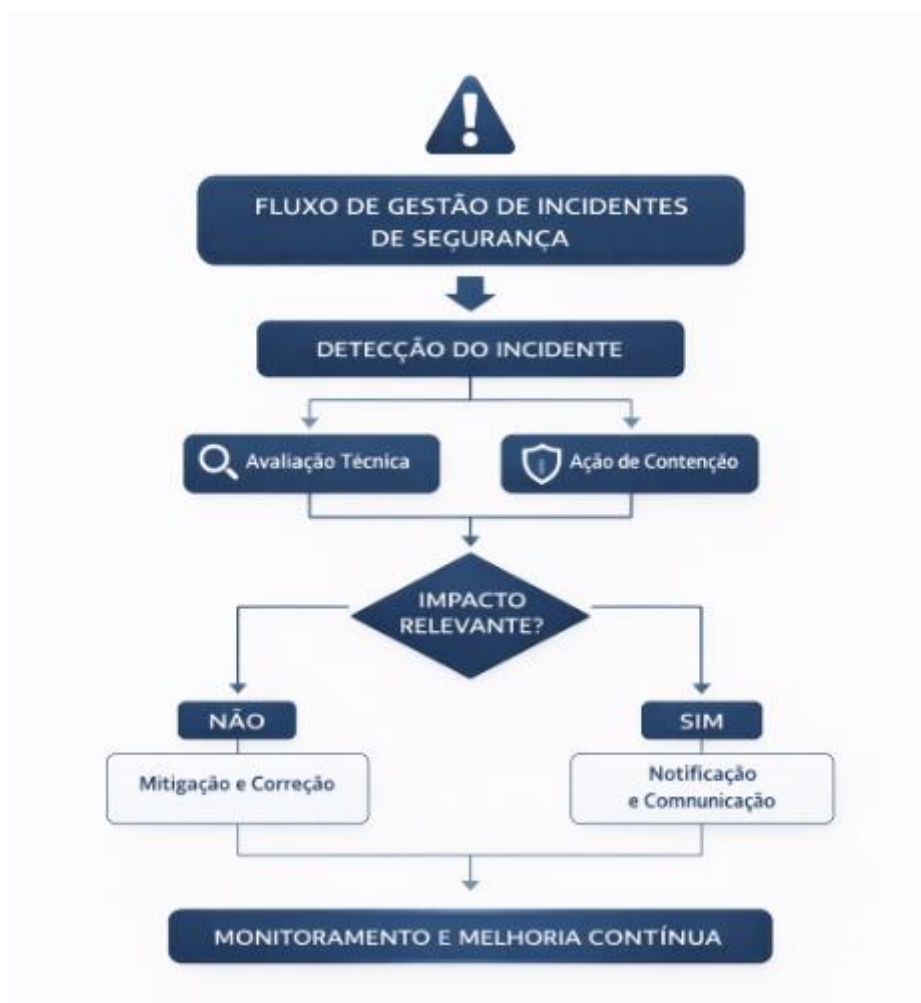 FLUXO DE GESTÃO DE INCIDENTES
DE SEGURANÇA
DETECÇÃO DO INCIDENTE
Avaliação Técnica
Ação de Contenção
IMPACTO
RELEVANTE?
NÃO
SIM
Mitigação e Correção
Notificação
e Comnunicação
MONITORAMENTO E MELHORIA CONTÍNUA